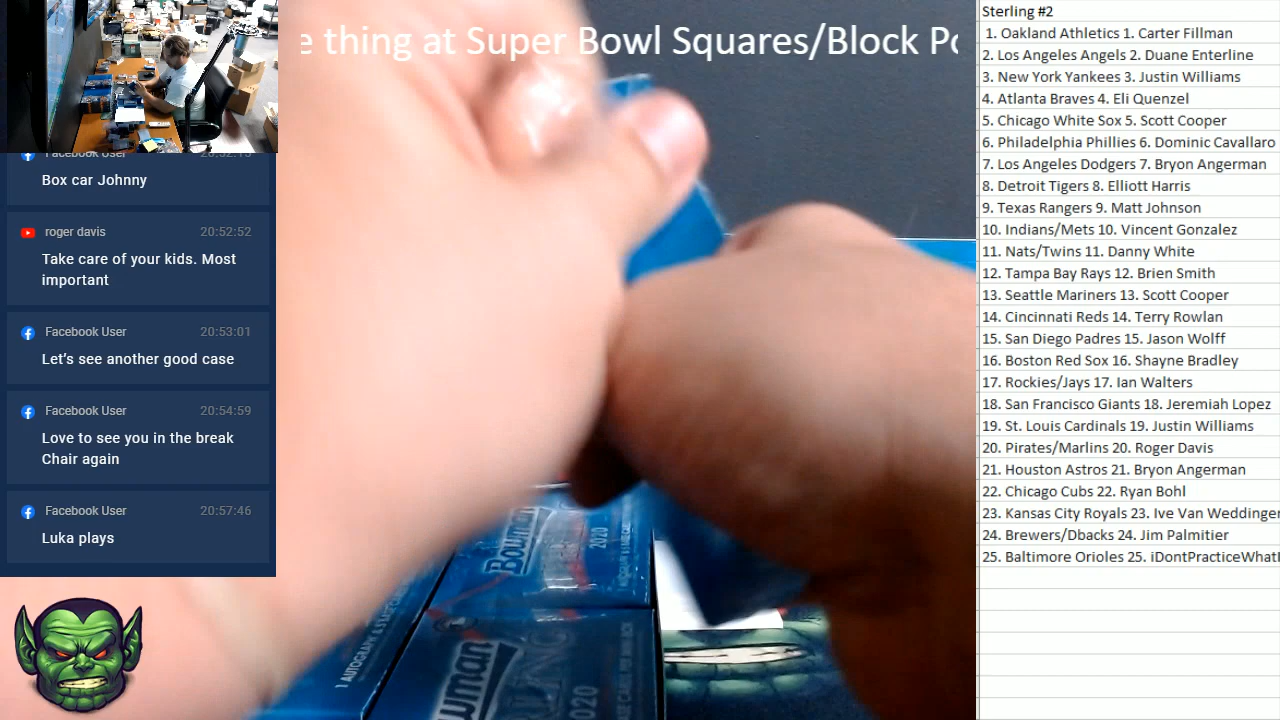 e thing at Super Bowl Squares/Block Po
Facebook User 20:52:15
Box car Johnny
roger davis 20:52:52
Take care of your kids. Most
important
Facebook User 20:53:01
Let's see another good case
Facebook User 20:54:59
Love to see you in the break
Chair again
Facebook User 20:57:46
Luka plays
Sterling #2
1. Oakland Athletics 1. Carter Fillman
2. Los Angeles Angels 2. Duane Enterline
3. New York Yankees 3. Justin Williams
4. Atlanta Braves 4. Eli Quenzel
5. Chicago White Sox 5. Scott Cooper
6. Philadelphia Phillies 6. Dominic Cavallaro
7. Los Angeles Dodgers 7. Bryon Angerman
8. Detroit Tigers 8. Elliott Harris
9. Texas Rangers 9. Matt Johnson
10. Indians/Mets 10. Vincent Gonzalez
11. Nats/Twins 11. Danny White
12. Tampa Bay Rays 12. Brien Smith
13. Seattle Mariners 13. Scott Cooper
14. Cincinnati Reds 14. Terry Rowlan
15. San Diego Padres 15. Jason Wolff
16. Boston Red Sox 16. Shayne Bradley
17. Rockies/Jays 17. Ian Walters
18. San Francisco Giants 18. Jeremiah Lopez
19. St. Louis Cardinals 19. Justin Williams
20. Pirates/Marlins 20. Roger Davis
21. Houston Astros 21. Bryon Angerman
22. Chicago Cubs 22. Ryan Bohl
23. Kansas City Royals 23. Ive Van Weddinger
24. Brewers/Dbacks 24. Jim Palmitier
25. Baltimore Orioles 25. iDontPracticeWhatI
Bowman
2020
1 AUTOGRAPH &
wman
2020